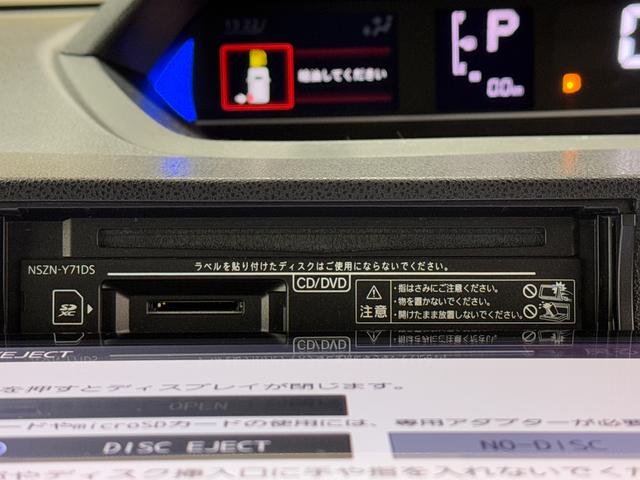 13:22
給油してください
P
0.0
ラベルを貼り付けたディスクはご使用にならないでください。
NSZN-Y71DS
CD/DVD
SD
XC
注意
・指はさみにご注意ください。
・物を置かないでください。
・開けたまま放置しないでください。
EJECT
を押すとディスプレイが閉じます。
OPEN
ードやmicroSDカードの使用には、専用アダプターが必要
DISC EJECT
NO-DISC
やディスク挿入口に手や指を入れないでくだ